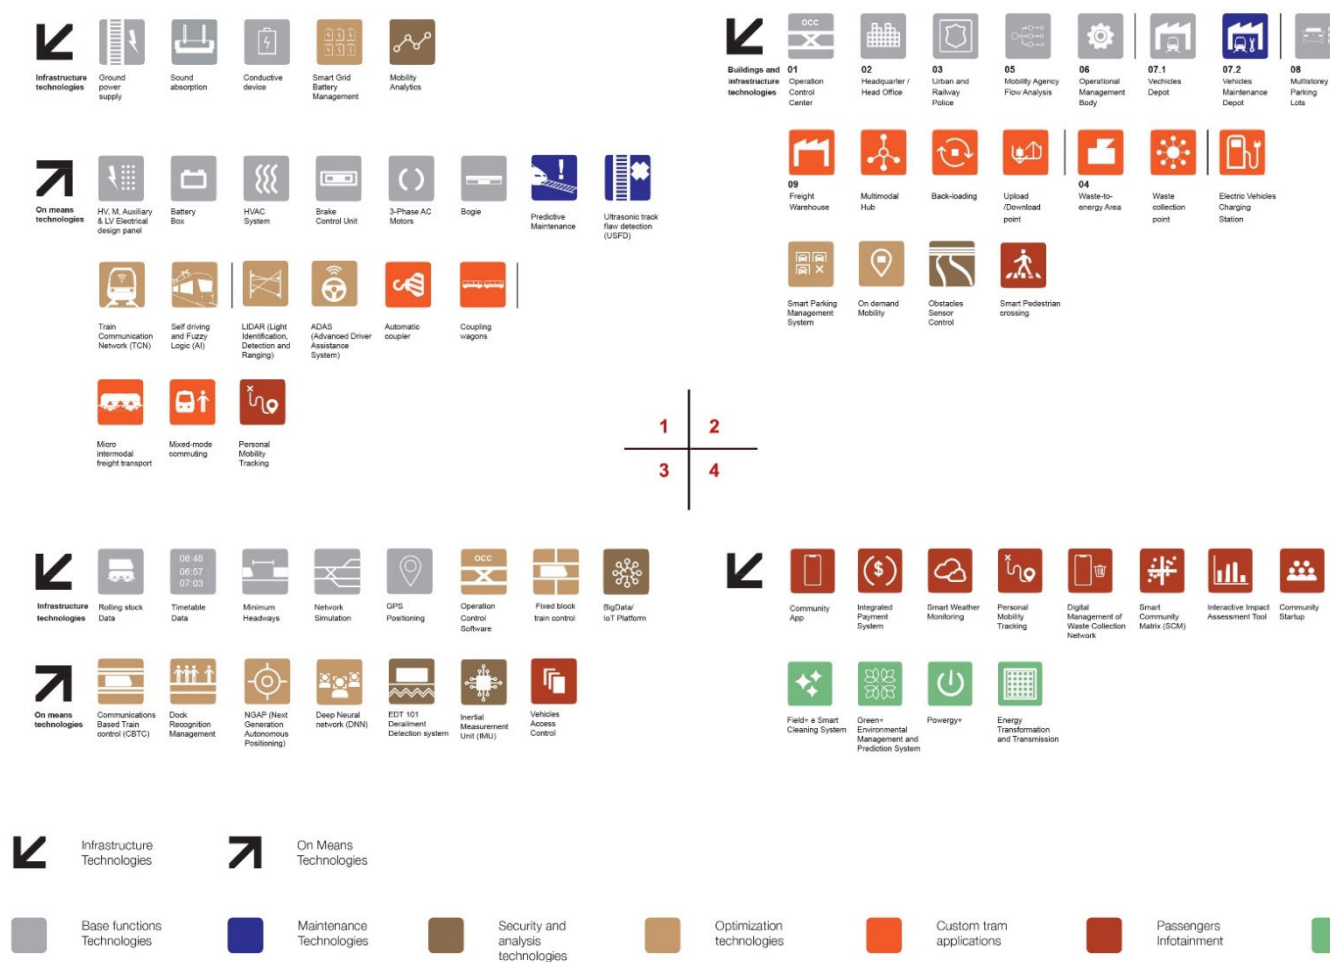 Infrastructure
technologies
Ground
power
supply
Sound
absorption
Conductive
device
Smart Grid
Battery
Management
Mobility
Analytics
On means
technologies
HV, M, Auxiliary
& LV Electrical
design panel
Battery
Box
HVAC
System
Brake
Control Unit
3-Phase AC
Motors
Bogie
Predictive
Maintenance
Ultrasonic track
flaw detection
(USFD)
Train
Communication
Network (TCN)
Self driving
and Fuzzy
Logic (AI)
LIDAR (Light
Identification,
Detection and
Ranging)
ADAS
(Advanced Driver
Assistance
System)
Automatic
coupler
Coupling
wagons
Micro
intermodal
freight transport
Mixed-mode
commuting
Personal
Mobility
Tracking
OCC
Buildings and
infrastructure
technologies
01
Operation
Control
Center
02
Headquarter /
Head Office
03
Urban and
Railway
Police
05
Mobility Agency
Flow Analysis
06
Operational
Management
Body
07.1
Vechicles
Depot
07.2
Vehicles
Maintenance
Depot
08
Multistorey
Parking
Lots
09
Freight
Warehouse
Multimodal
Hub
Back-loading
Upload
/Download
point
04
Waste-to-
energy Area
Waste
collection
point
Electric Vehicles
Charging
Station
Smart Parking
Management
System
On demand
Mobility
Obstacles
Sensor
Control
Smart Pedestrian
crossing
1 2
3 4
Infrastructure
technologies
Rolling stock
Data
06:48
06:57
07:03
Timetable
Data
Minimum
Headways
Network
Simulation
GPS
Positioning
OCC
Operation
Control
Software
Fixed block
train control
BigData/
IoT Platform
On means
technologies
Communications
Based Train
control (CBTC)
Dock
Recognition
Management
NGAP (Next
Generation
Autonomous
Positioning)
Deep Neural
network (DNN)
EDT 101
Derailment
Detection system
Inertial
Measurement
Unit (IMU)
Vehicles
Access
Control
Community
App
($)
Integrated
Payment
System
Smart Weather
Monitoring
Personal
Mobility
Tracking
Digital
Management of
Waste Collection
Network
Smart
Community
Matrix (SCM)
Interactive Impact
Assessment Tool
Community
Startup
Field+ e Smart
Cleaning System
Green+
Environmental
Management and
Prediction System
Powergy+
Energy
Transformation
and Transmission
Infrastructure
Technologies
On Means
Technologies
Base functions
Technologies
Maintenance
Technologies
Security and
analysis
technologies
Optimization
technologies
Custom tram
applications
Passengers
Infotainment